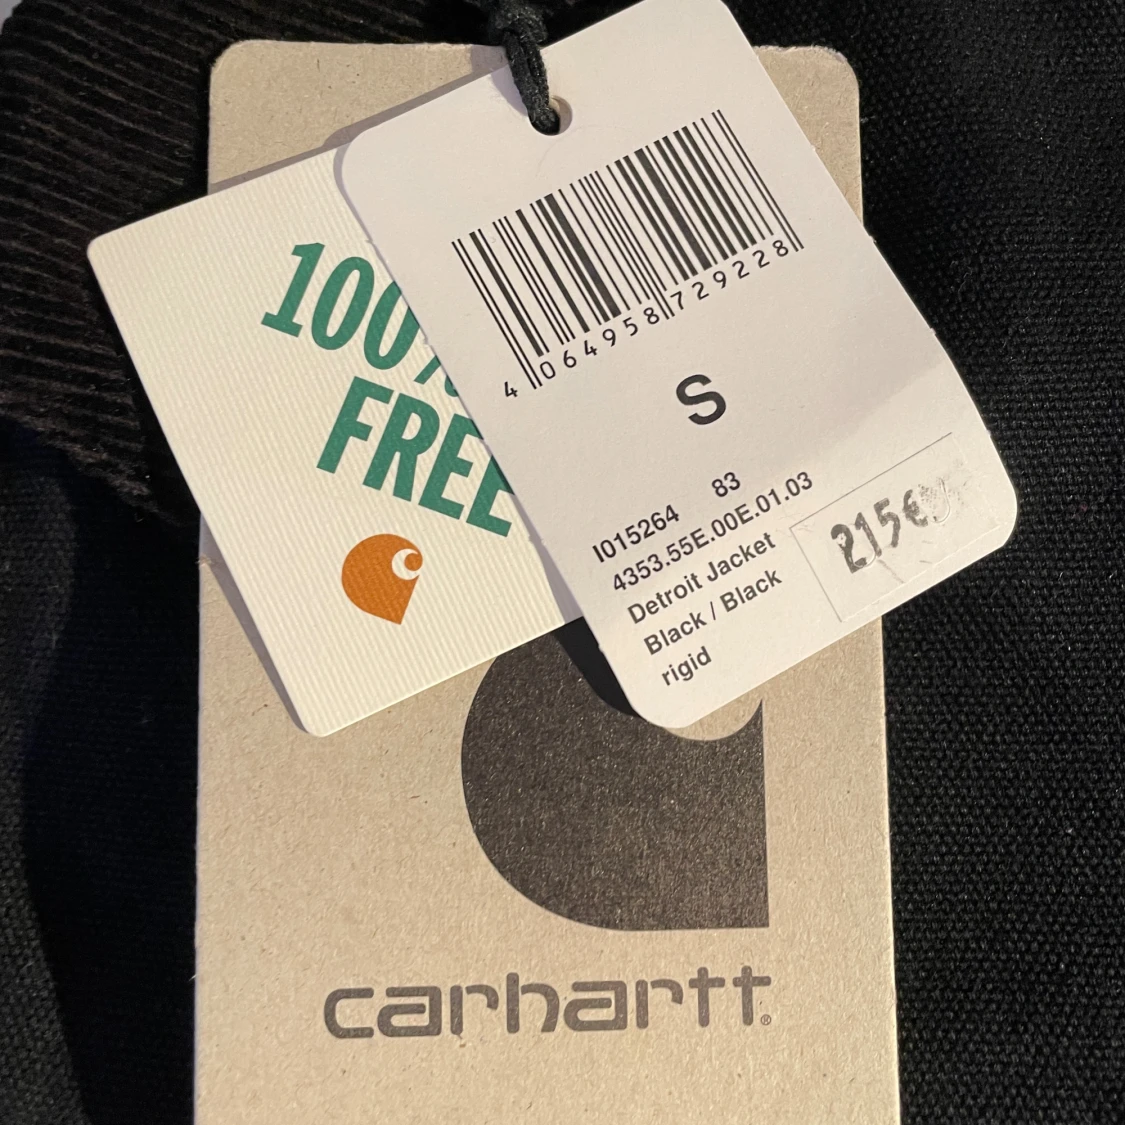 100%
FREE
4 064958 729228
S
I015264 83
4353.55E.00E.01.03
Detroit Jacket
Black / Black
rigid
215€
carhartt®